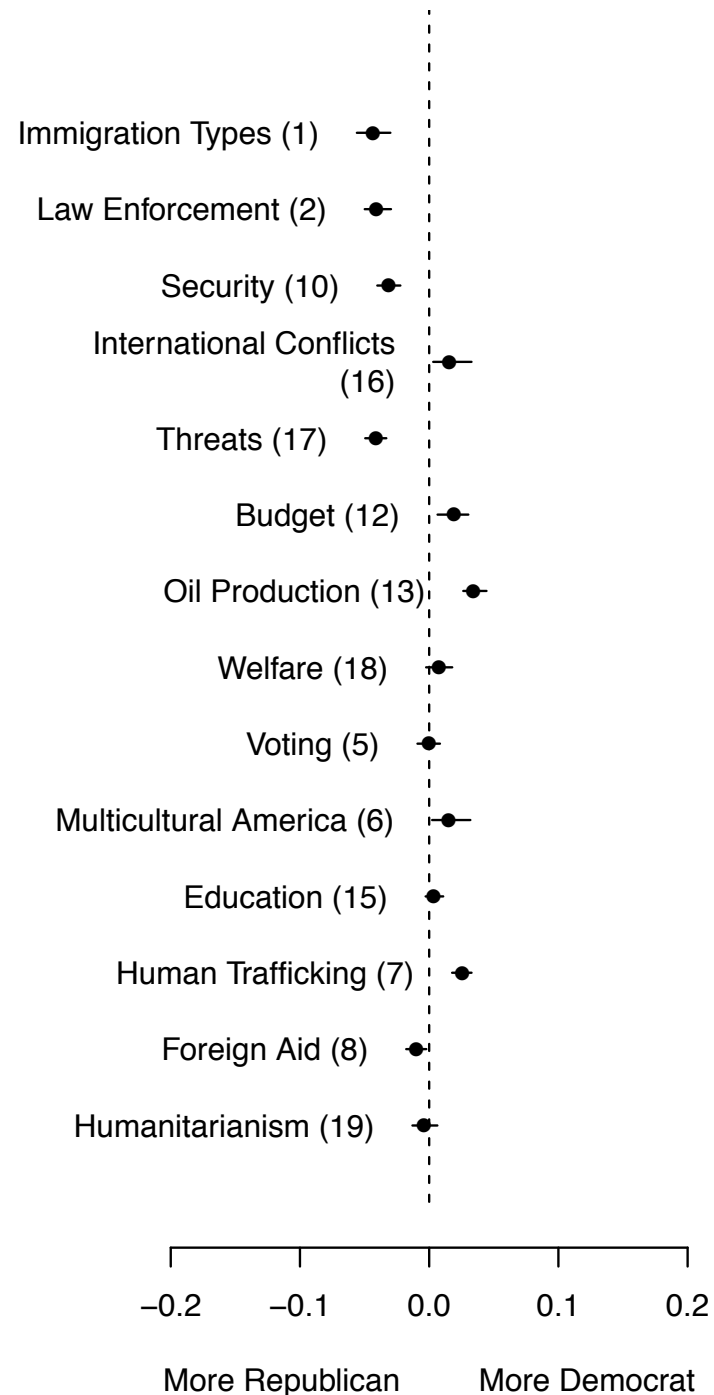 Immigration Types (1)
Law Enforcement (2)
Security (10)
International Conflicts
(16)
Threats (17)
Budget (12)
Oil Production (13)
Welfare (18)
Voting (5)
Multicultural America (6)
Education (15)
Human Trafficking (7)
Foreign Aid (8)
Humanitarianism (19)
−0.2 −0.1 0.0 0.1 0.2
More Republican More Democrat